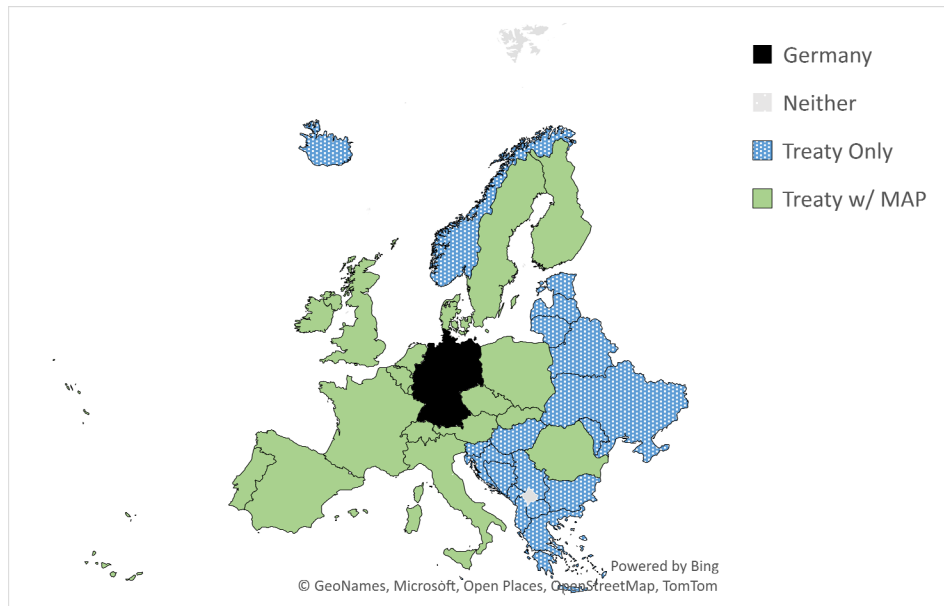 Germany
Neither
Treaty Only
Treaty w/ MAP
Powered by Bing
© GeoNames, Microsoft, Open Places, OpenStreetMap, TomTom